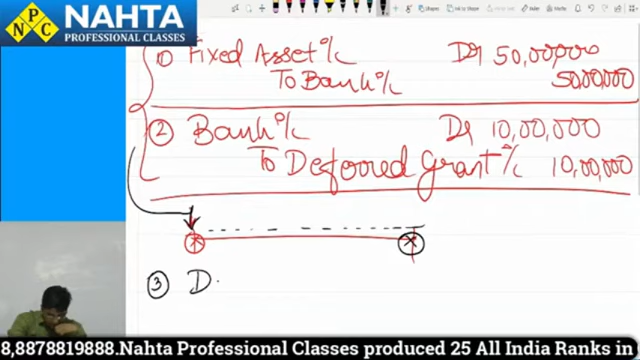 NPC NAHTA
PROFESSIONAL CLASSES
① Fixed Asset a/c Dr 50,00,000
To Bank a/c 50,00,000
② Bank a/c Dr 10,00,000
To Deferred Grant a/c 10,00,000
③ D
8,8878819888.Nahta Professional Classes produced 25 All India Ranks in